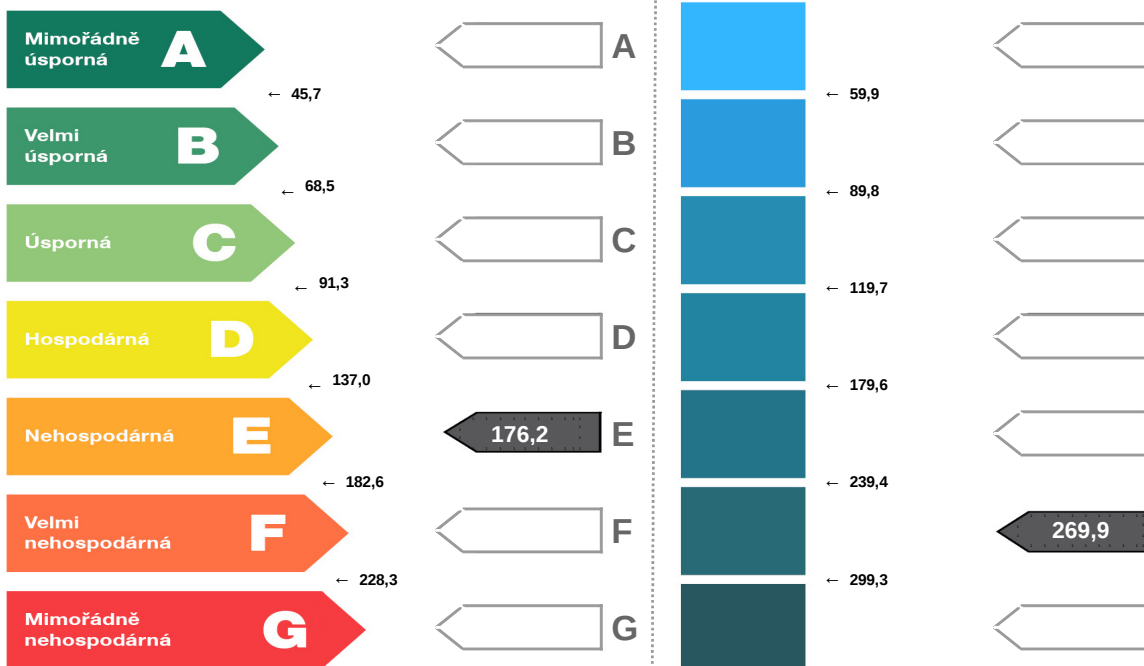 Mimořádně
úsporná
A
A
← 45,7
← 59,9
Velmi
úsporná
B
B
← 68,5
← 89,8
Úsporná
C
C
← 91,3
← 119,7
Hospodárná
D
D
← 137,0
← 179,6
Nehospodárná
E
176,2
E
← 182,6
← 239,4
Velmi
nehospodárná
F
F
269,9
← 228,3
← 299,3
Mimořádně
nehospodárná
G
G